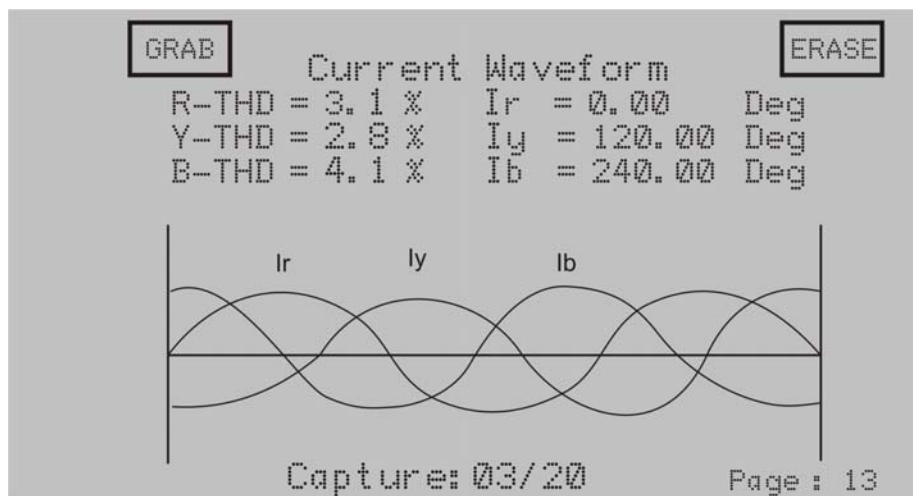 GRAB
ERASE
Current Waveform
R-THD = 3.1 % Ir = 0.00 Deg
Y-THD = 2.8 % Iy = 120.00 Deg
B-THD = 4.1 % Ib = 240.00 Deg
Ir Iy Ib
Capture: 03/20
Page : 13